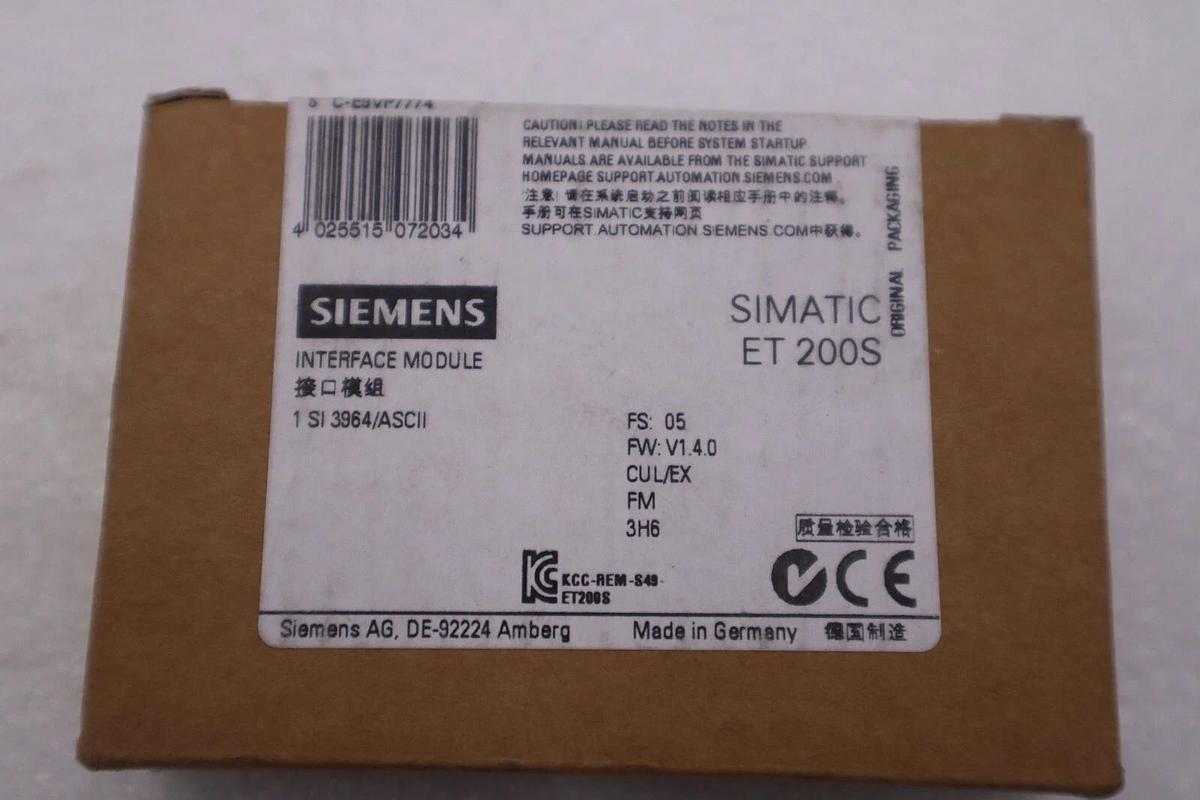 S C-E9VP7774
4 025515 072034
CAUTION! PLEASE READ THE NOTES IN THE
RELEVANT MANUAL BEFORE SYSTEM STARTUP
MANUALS ARE AVAILABLE FROM THE SIMATIC SUPPORT
HOMEPAGE SUPPORT.AUTOMATION SIEMENS.COM
注意! 请在系统启动之前阅读相应手册中的注释。
手册可在SIMATIC支持网页
SUPPORT.AUTOMATION SIEMENS.COM中获得。
ORIGINAL PACKAGING
SIEMENS
SIMATIC
ET 200S
INTERFACE MODULE
接口模组
1 SI 3964/ASCII
FS: 05
FW: V1.4.0
CUL/EX
FM
3H6
质量检验合格
KCC-REM-S49-
ET200S
CE
Siemens AG, DE-92224 Amberg
Made in Germany 德国制造